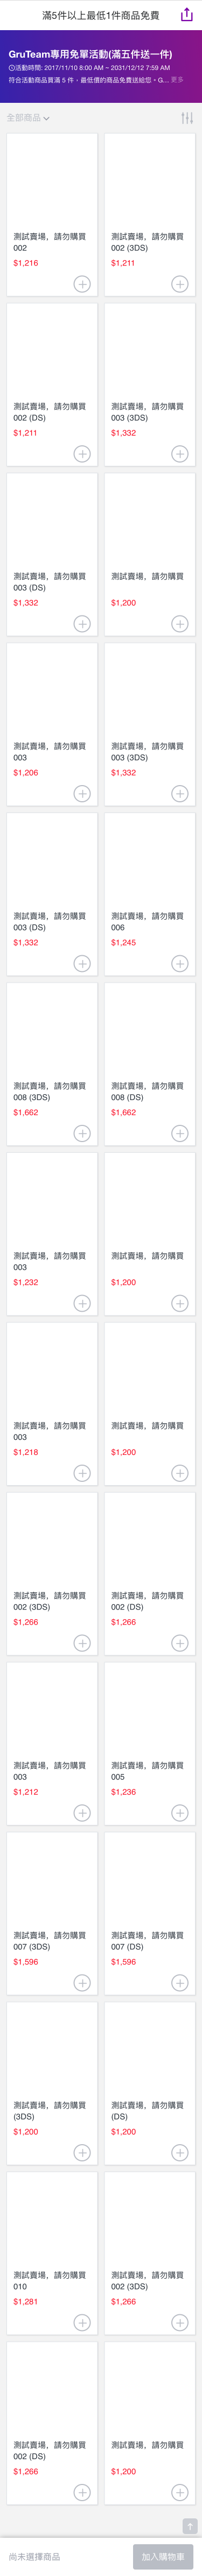 滿5件以上最低1件商品免費
GruTeam專用免單活動(滿五件送一件)
活動時間: 2017/11/10 8:00 AM ~ 2031/12/12 7:59 AM
符合活動商品買滿 5 件、最低價的商品免費送給您・G... 更多
全部商品
測試賣場，請勿購買
002
$1,216
測試賣場，請勿購買
002 (3DS)
$1,211
測試賣場，請勿購買
002 (DS)
$1,211
測試賣場，請勿購買
003 (3DS)
$1,332
測試賣場，請勿購買
003 (DS)
$1,332
測試賣場，請勿購買
$1,200
測試賣場，請勿購買
003
$1,206
測試賣場，請勿購買
003 (3DS)
$1,332
測試賣場，請勿購買
003 (DS)
$1,332
測試賣場，請勿購買
006
$1,245
測試賣場，請勿購買
008 (3DS)
$1,662
測試賣場，請勿購買
008 (DS)
$1,662
測試賣場，請勿購買
003
$1,232
測試賣場，請勿購買
$1,200
測試賣場，請勿購買
003
$1,218
測試賣場，請勿購買
$1,200
測試賣場，請勿購買
002 (3DS)
$1,266
測試賣場，請勿購買
002 (DS)
$1,266
測試賣場，請勿購買
003
$1,212
測試賣場，請勿購買
005
$1,236
測試賣場，請勿購買
007 (3DS)
$1,596
測試賣場，請勿購買
007 (DS)
$1,596
測試賣場，請勿購買
(3DS)
$1,200
測試賣場，請勿購買
(DS)
$1,200
測試賣場，請勿購買
010
$1,281
測試賣場，請勿購買
002 (3DS)
$1,266
測試賣場，請勿購買
002 (DS)
$1,266
測試賣場，請勿購買
$1,200
尚未選擇商品
加入購物車